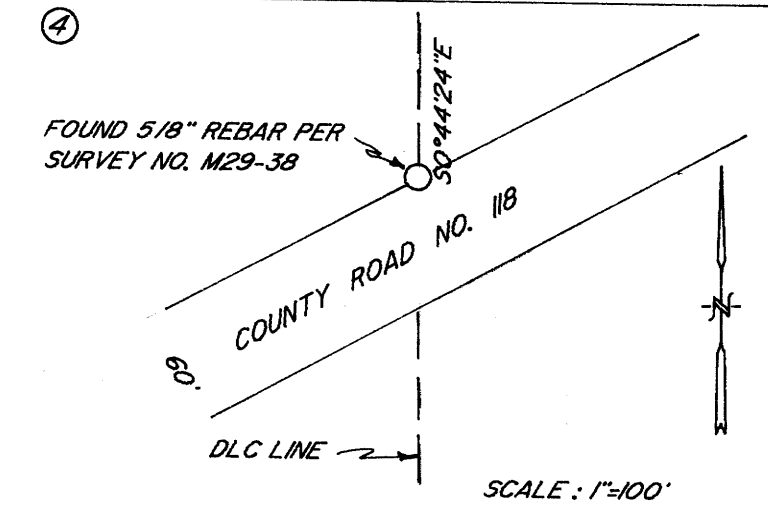 4
S0°44'24"E
FOUND 5/8" REBAR PER
SURVEY NO. M29-38
COUNTY ROAD NO. 118
60'
N
DLC LINE
SCALE : 1"=100'